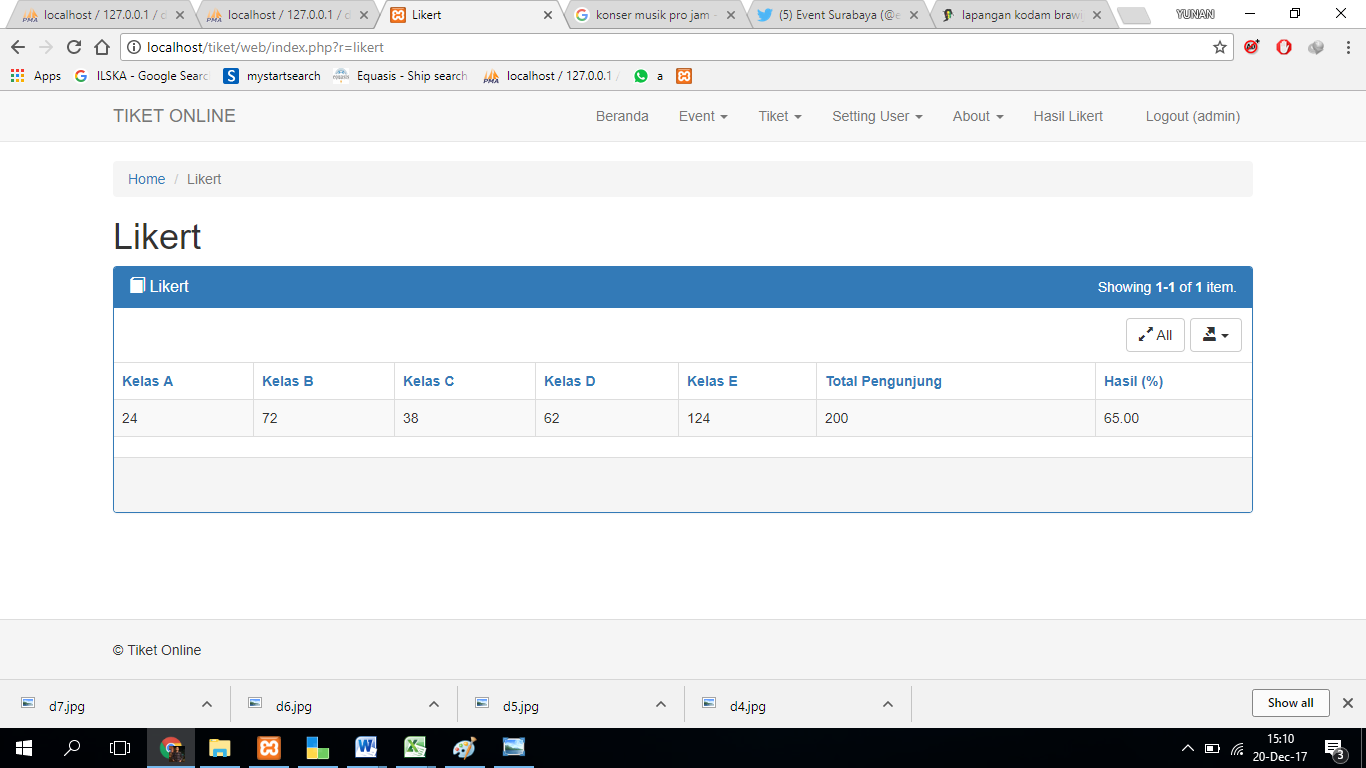 localhost / 127.0.0.1 / d
localhost / 127.0.0.1 / d
Likert
konser musik pro jam -
(5) Event Surabaya (@e
lapangan kodam brawi
YUNAN
localhost/tiket/web/index.php?r=likert
Apps
ILSKA - Google Searc
mystartsearch
Equasis - Ship search
localhost / 127.0.0.1 /
a
TIKET ONLINE
Beranda
Event
Tiket
Setting User
About
Hasil Likert
Logout (admin)
Home / Likert
Likert
Likert
Showing 1-1 of 1 item.
All
Kelas A Kelas B Kelas C Kelas D Kelas E Total Pengunjung Hasil (%)
24 72 38 62 124 200 65.00
© Tiket Online
d7.jpg
d6.jpg
d5.jpg
d4.jpg
Show all
15:10
20-Dec-17
3